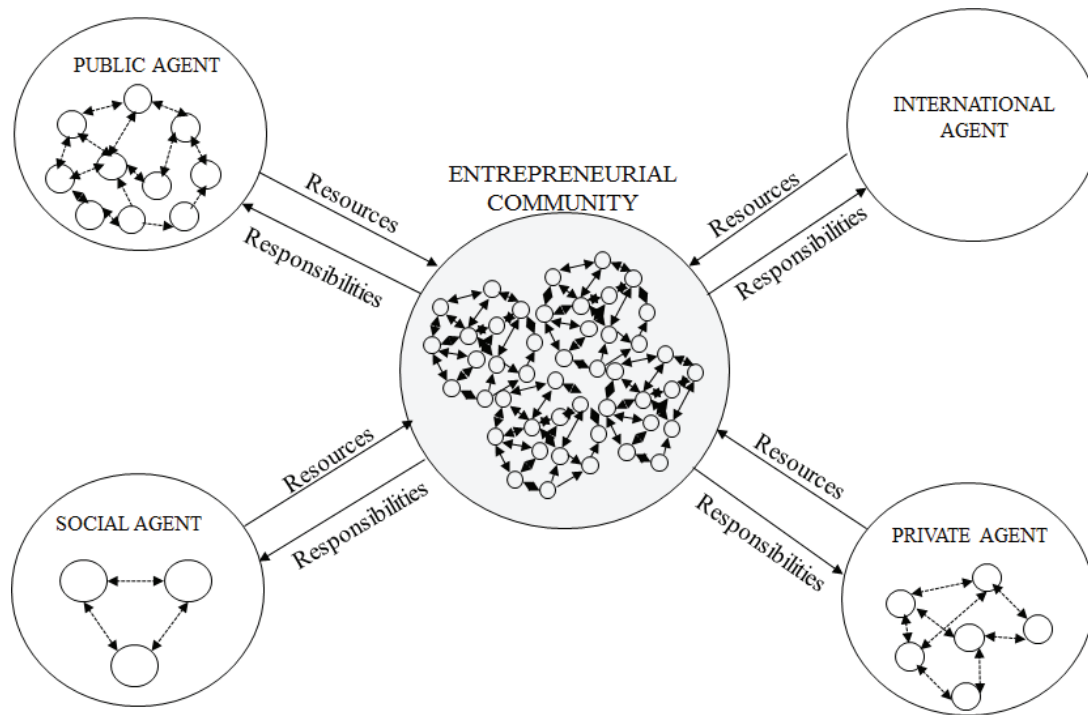 PUBLIC AGENT
INTERNATIONAL
AGENT
ENTREPRENEURIAL
COMMUNITY
Resources
Responsibilities
Resources
Responsibilities
Resources
Responsibilities
Resources
Responsibilities
SOCIAL AGENT
PRIVATE AGENT